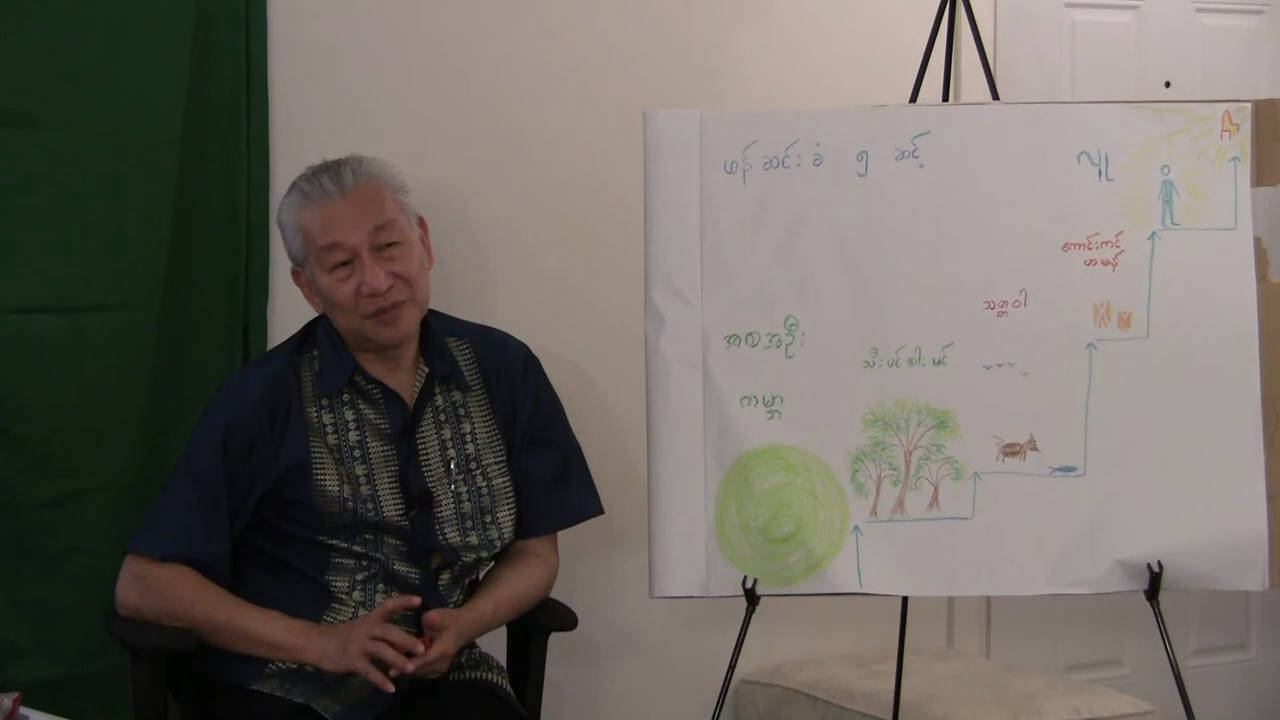 ဖန်ဆင်းခံ ၅ ဆင့်
အစအဦး
ကမ္ဘာ
သီးပင်စါးပင်
သတ္တဝါ
ကောင်းကင်
တမန်
လူ